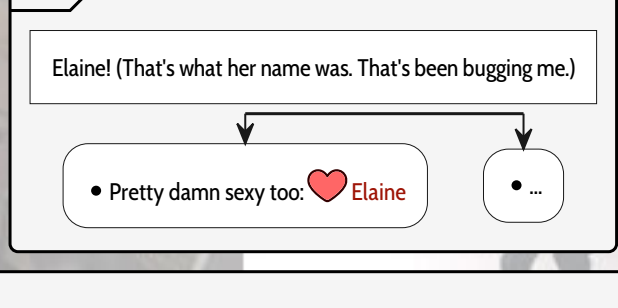 Elaine! (That's what her name was. That's been bugging me.)
• Pretty damn sexy too: Elaine
• ...